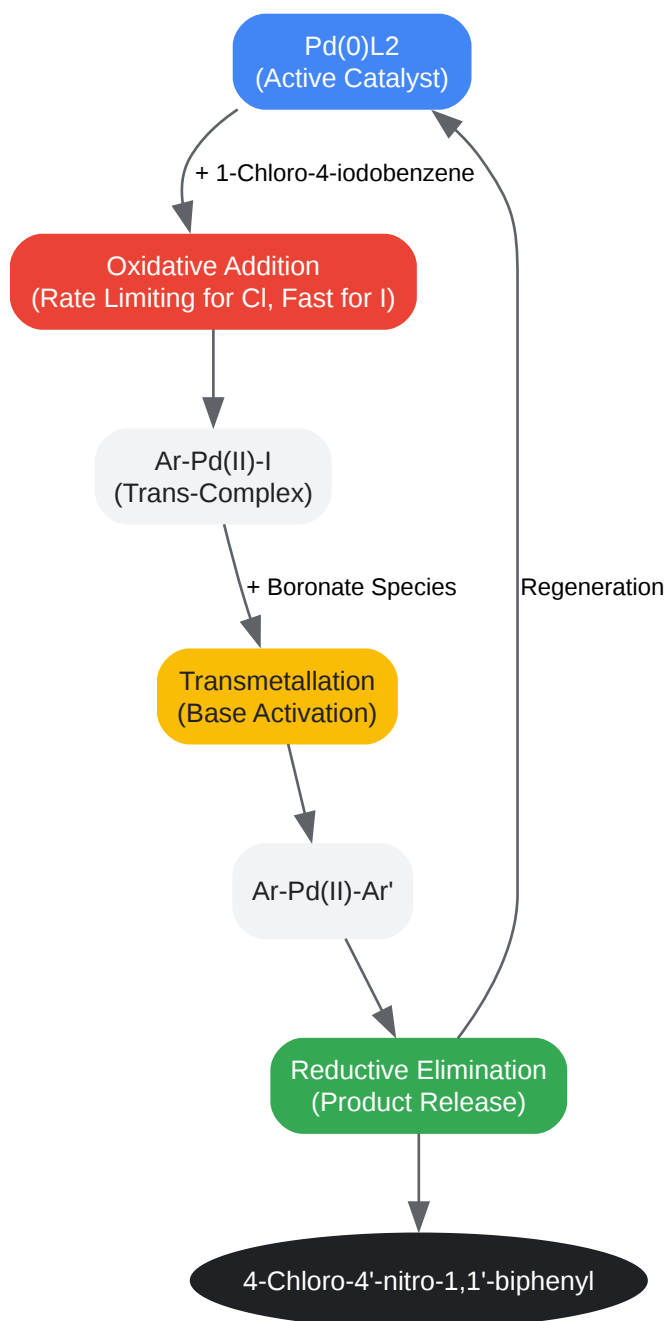 Pd(0)L2
(Active Catalyst)
+ 1-Chloro-4-iodobenzene
Oxidative Addition
(Rate Limiting for Cl, Fast for I)
Ar-Pd(II)-I
(Trans-Complex)
+ Boronate Species
Regeneration
Transmetallation
(Base Activation)
Ar-Pd(II)-Ar'
Reductive Elimination
(Product Release)
4-Chloro-4'-nitro-1,1'-biphenyl